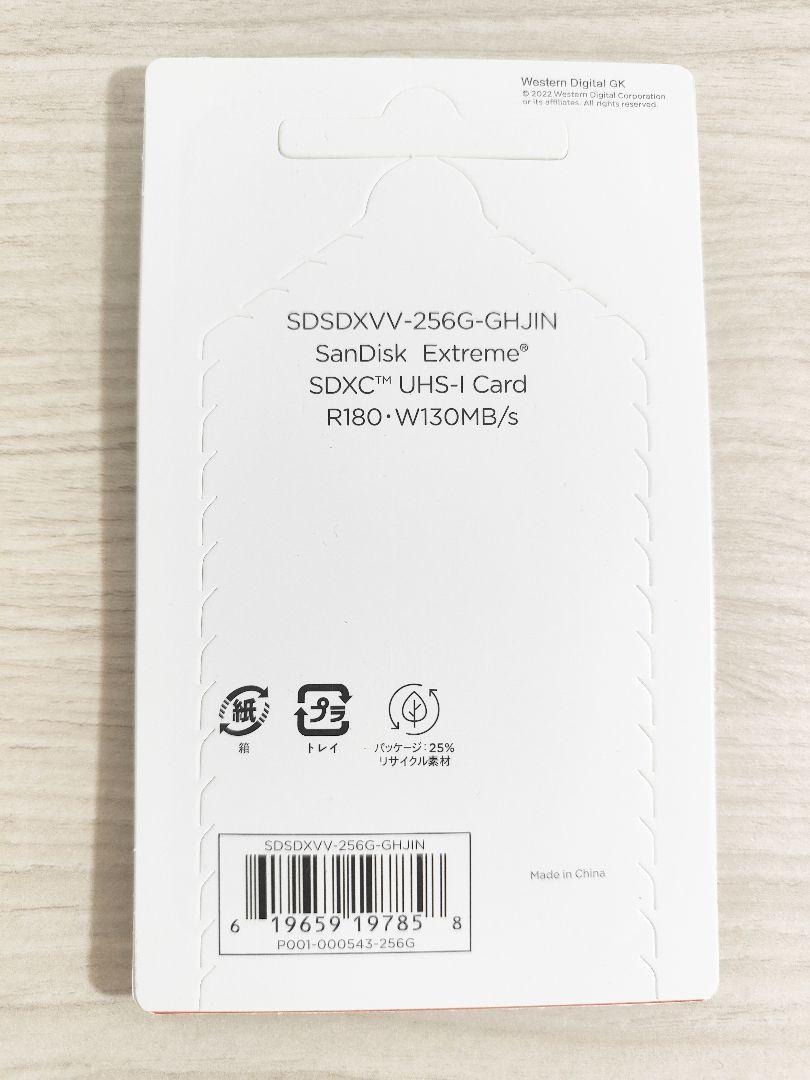 Western Digital GK
© 2022 Western Digital Corporation
or its affiliates. All rights reserved.
SDSDXVV-256G-GHJIN
SanDisk Extreme®
SDXC™ UHS-I Card
R180・W130MB/s
紙
箱
プラ
トレイ
パッケージ：25%
リサイクル素材
SDSDXVV-256G-GHJIN
6 19659 19785 8
P001-000543-256G
Made in China